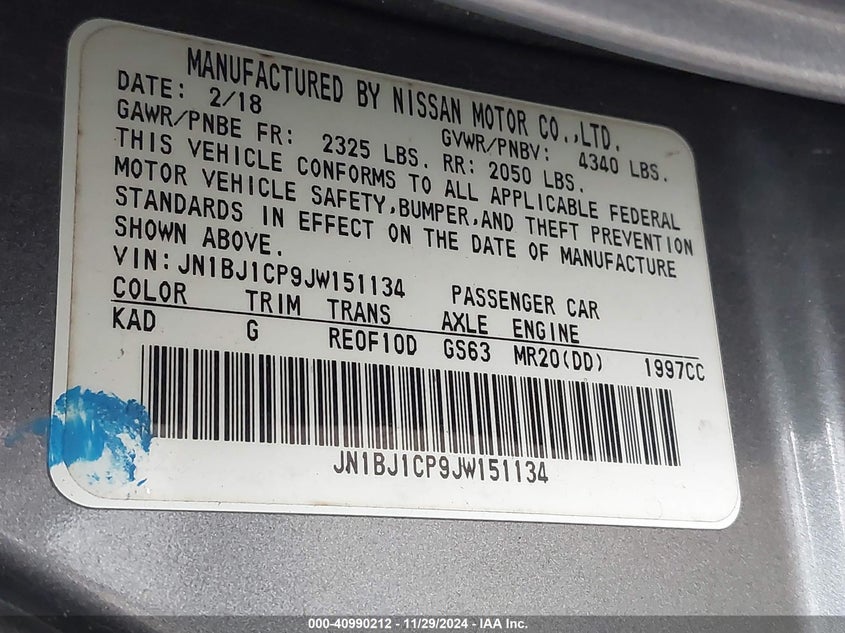 MANUFACTURED BY NISSAN MOTOR CO.,LTD.
DATE: 2/18 GVWR/PNBV: 4340 LBS.
GAWR/PNBE FR: 2325 LBS. RR: 2050 LBS.
THIS VEHICLE CONFORMS TO ALL APPLICABLE FEDERAL
MOTOR VEHICLE SAFETY,BUMPER,AND THEFT PREVENTION
STANDARDS IN EFFECT ON THE DATE OF MANUFACTURE
SHOWN ABOVE.
VIN:JN1BJ1CP9JW151134 PASSENGER CAR
COLOR TRIM TRANS AXLE ENGINE
KAD G RE0F10D GS63 MR20(DD) 1997CC
JN1BJ1CP9JW151134
000-40990212 - 11/29/2024 - IAA Inc.